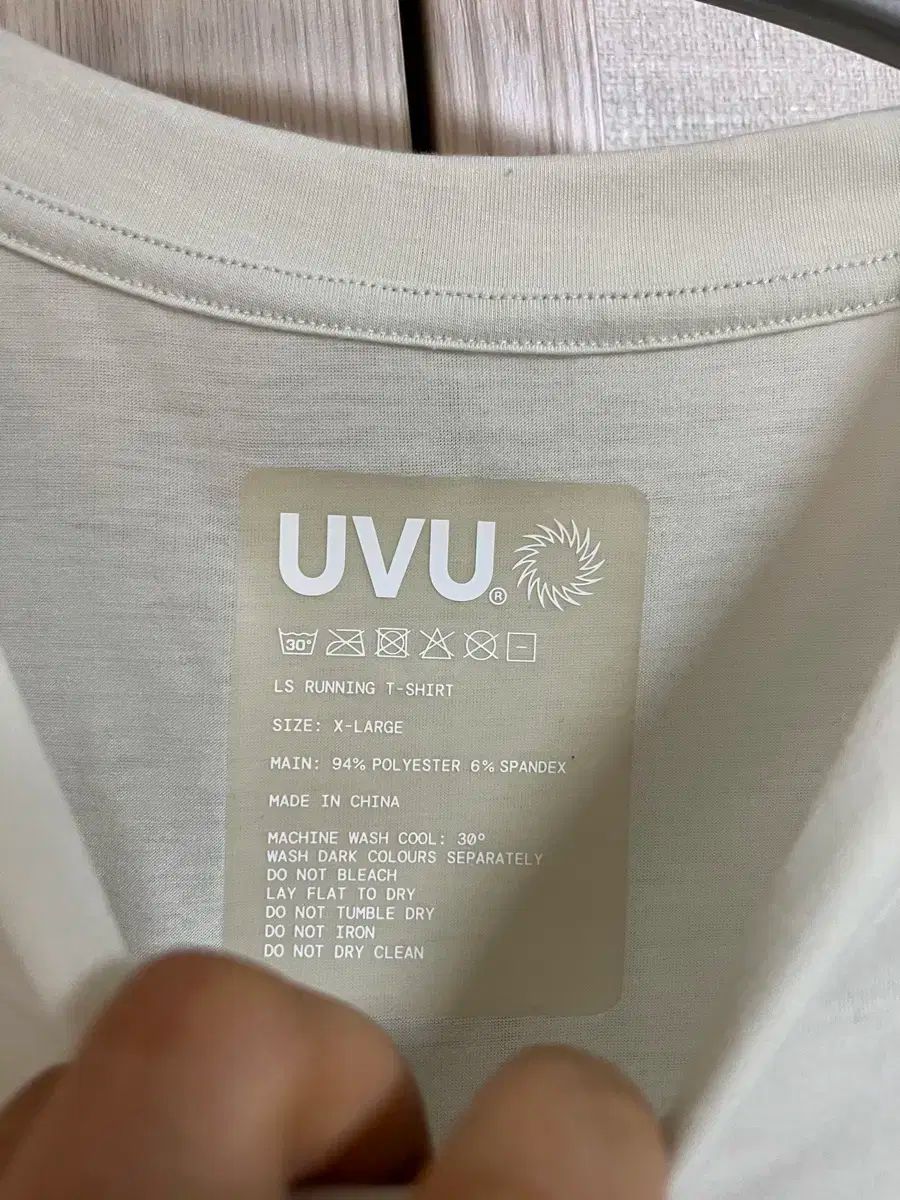 UVU®
30°
LS RUNNING T-SHIRT
SIZE: X-LARGE
MAIN: 94% POLYESTER 6% SPANDEX
MADE IN CHINA
MACHINE WASH COOL: 30º
WASH DARK COLOURS SEPARATELY
DO NOT BLEACH
LAY FLAT TO DRY
DO NOT TUMBLE DRY
DO NOT IRON
DO NOT DRY CLEAN